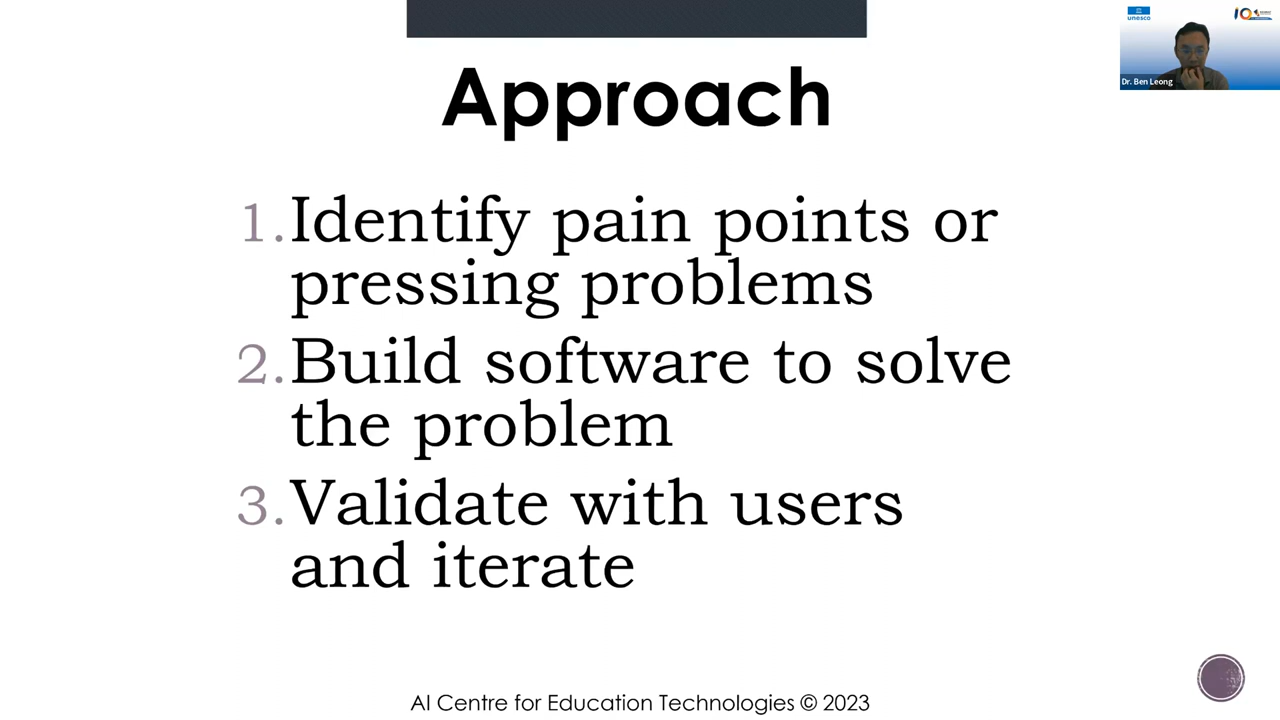 Approach
1. Identify pain points or
pressing problems
2. Build software to solve
the problem
3. Validate with users
and iterate
AI Centre for Education Technologies © 2023
unesco
Dr. Ben Leong